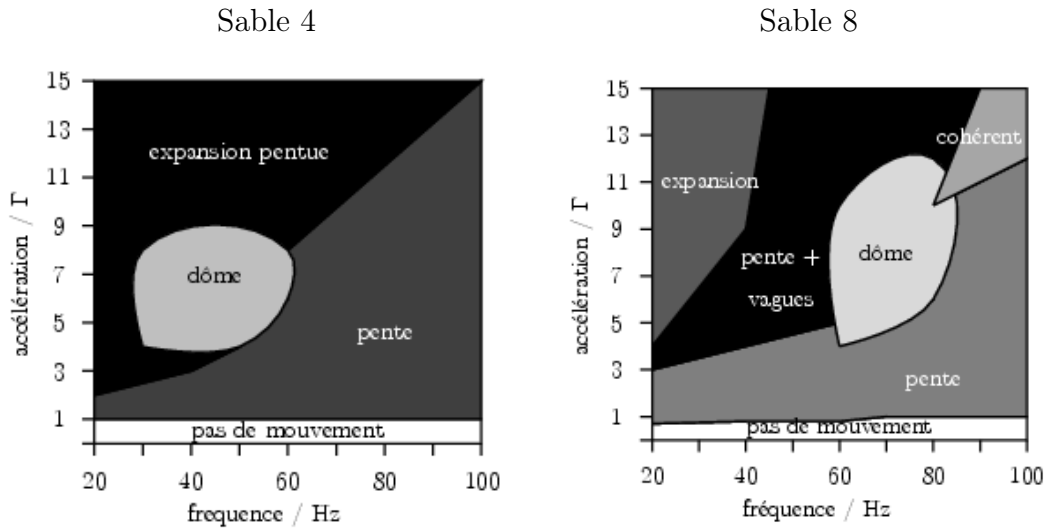 Sable 4
15
13
11
9
7
5
3
1
accélération / Γ
expansion pentue
dôme
pente
pas de mouvement
20 40 60 80 100
frequence / Hz
Sable 8
15
13
11
9
7
5
3
1
accélération / Γ
cohérent
expansion
pente +
vagues
dôme
pente
pas de mouvement
20 40 60 80 100
fréquence / Hz